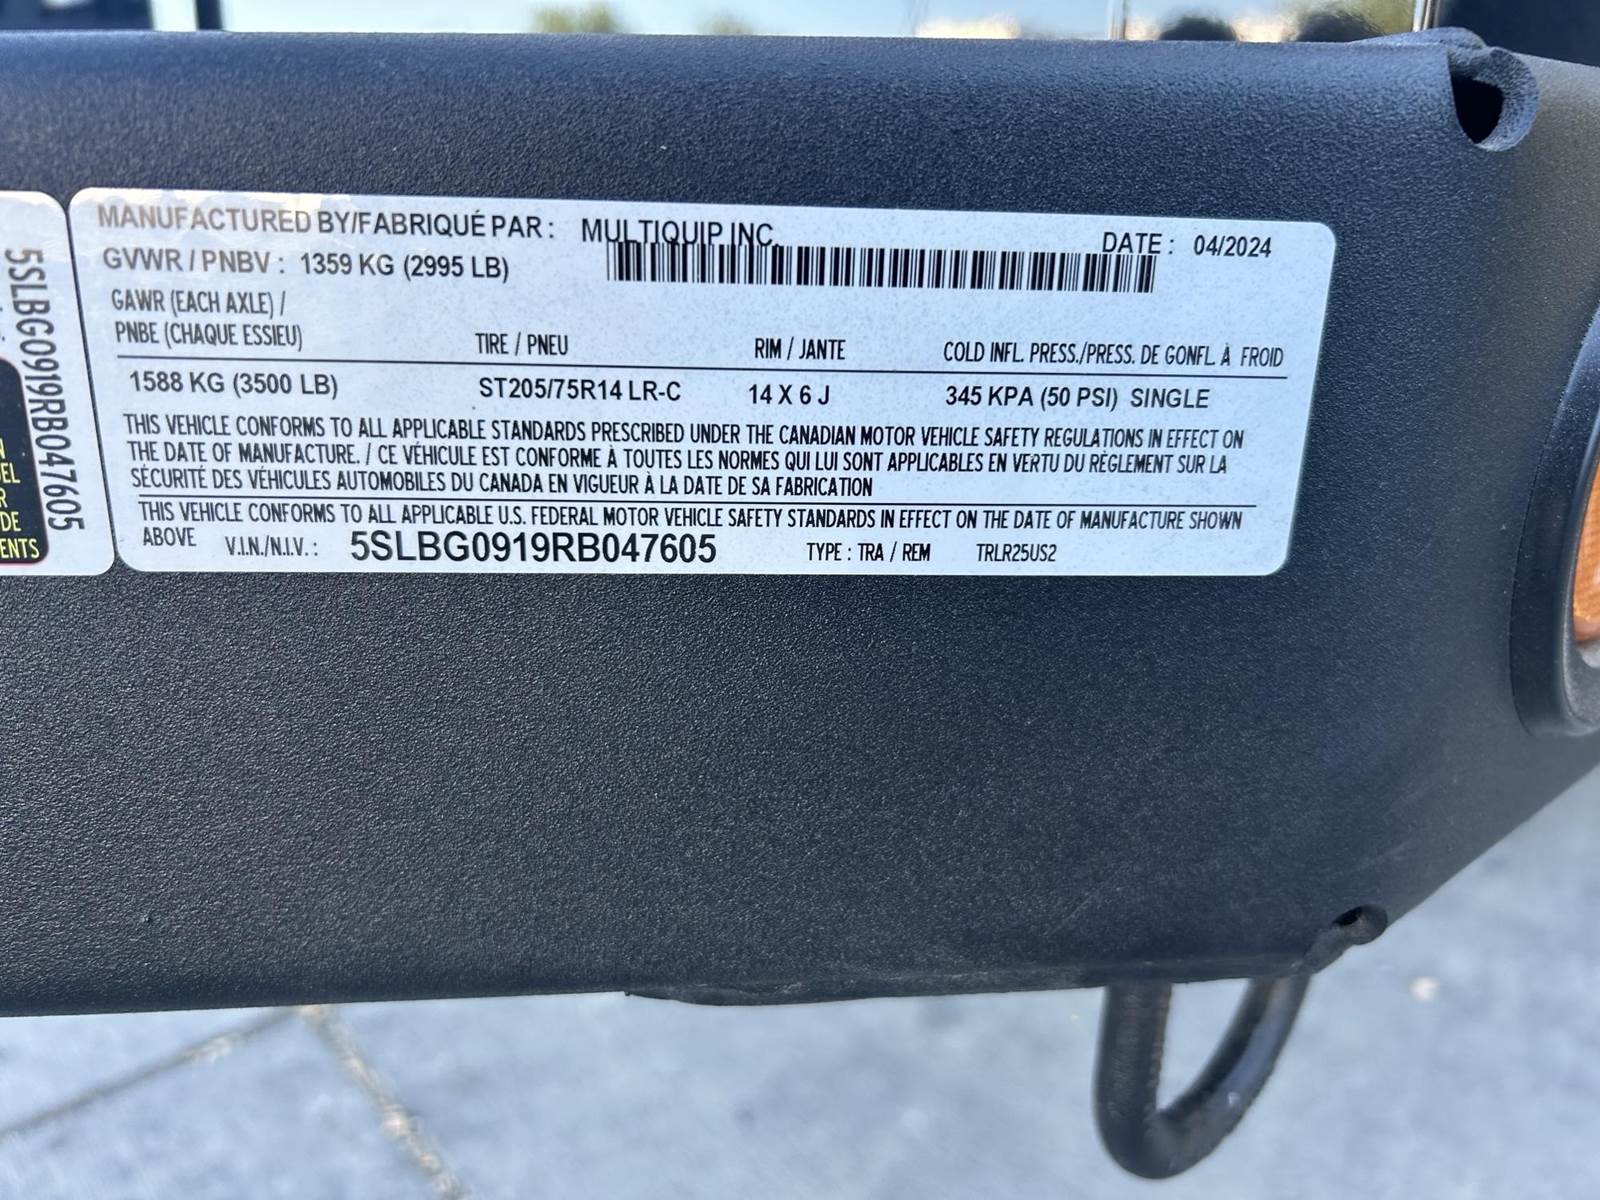 MANUFACTURED BY/FABRIQUÉ PAR : MULTIQUIP INC. DATE : 04/2024
GVWR / PNBV : 1359 KG (2995 LB)
GAWR (EACH AXLE) /
PNBE (CHAQUE ESSIEU) TIRE / PNEU RIM / JANTE COLD INFL. PRESS./PRESS. DE GONFL. À FROID
1588 KG (3500 LB) ST205/75R14 LR-C 14 X 6 J 345 KPA (50 PSI) SINGLE
THIS VEHICLE CONFORMS TO ALL APPLICABLE STANDARDS PRESCRIBED UNDER THE CANADIAN MOTOR VEHICLE SAFETY REGULATIONS IN EFFECT ON
THE DATE OF MANUFACTURE. / CE VÉHICULE EST CONFORME À TOUTES LES NORMES QUI LUI SONT APPLICABLES EN VERTU DU RÈGLEMENT SUR LA
SÉCURITÉ DES VÉHICULES AUTOMOBILES DU CANADA EN VIGUEUR À LA DATE DE SA FABRICATION
THIS VEHICLE CONFORMS TO ALL APPLICABLE U.S. FEDERAL MOTOR VEHICLE SAFETY STANDARDS IN EFFECT ON THE DATE OF MANUFACTURE SHOWN
ABOVE V.I.N./N.I.V. : 5SLBG0919RB047605 TYPE : TRA / REM TRLR25US2
5SLBG0919RB047605
DE